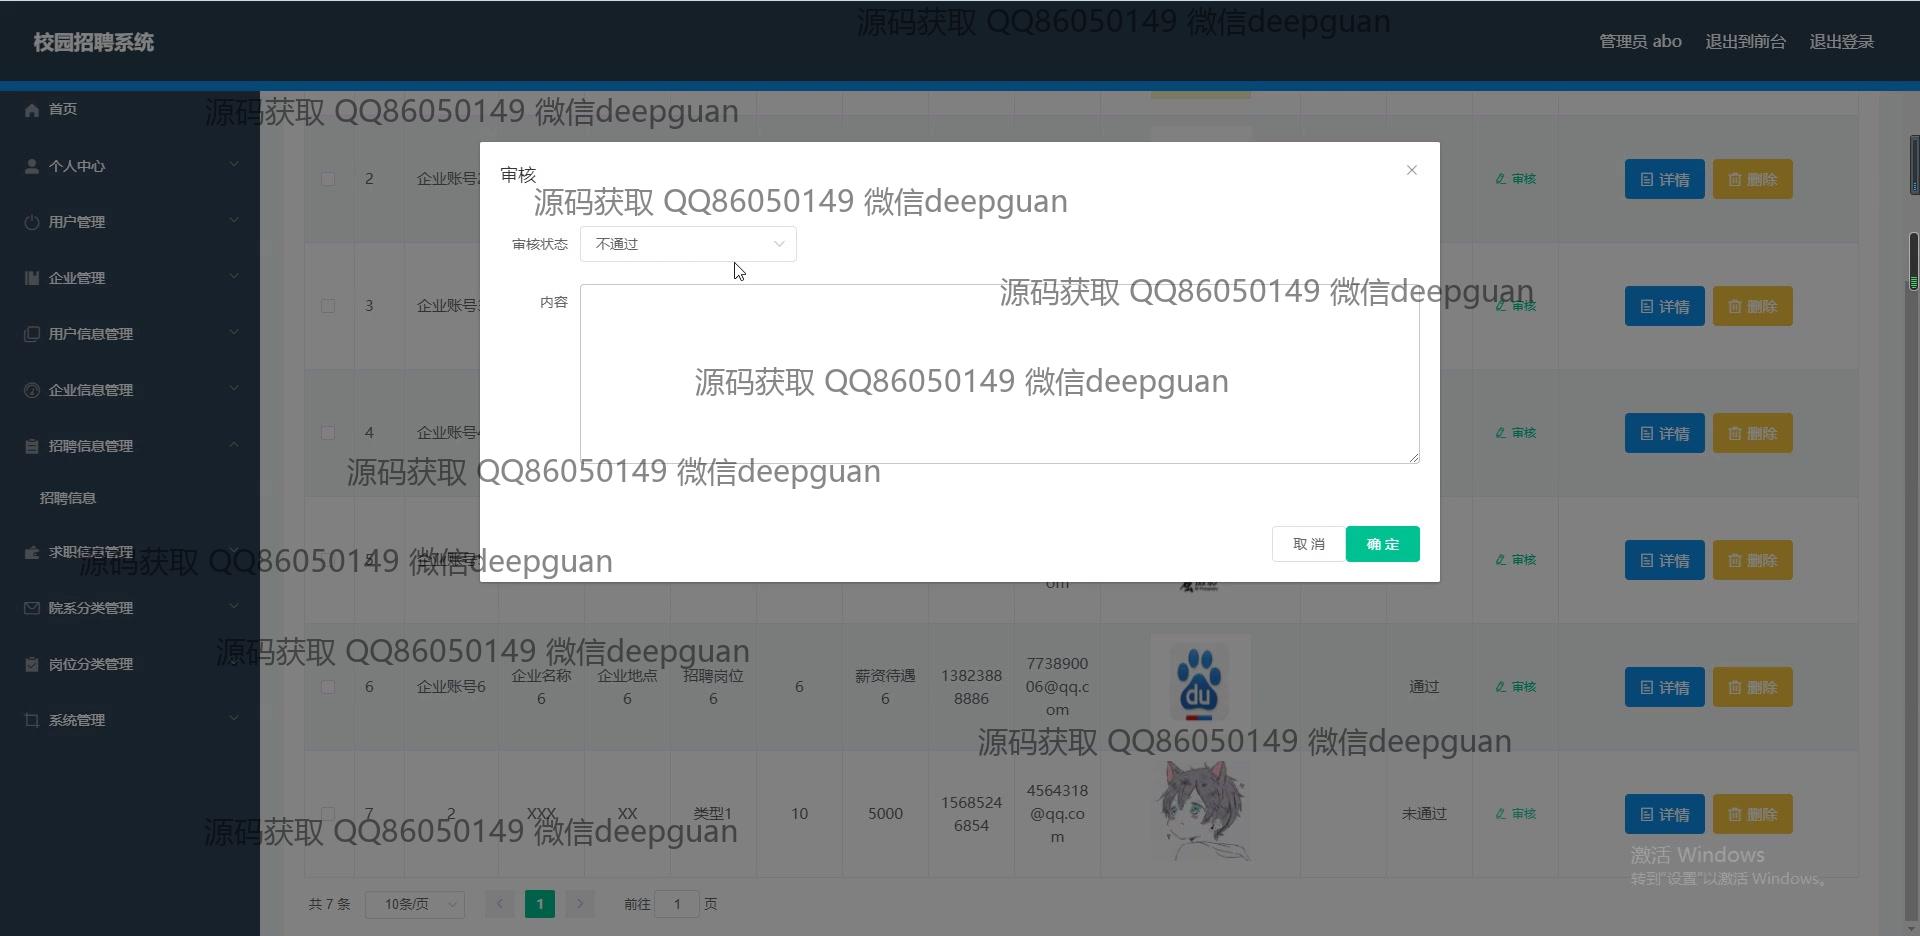 源码获取 QQ86050149 微信deepguan
校园招聘系统
管理员 abo
退出到前台
退出登录
首页
源码获取 QQ86050149 微信deepguan
个人中心
用户管理
企业管理
用户信息管理
企业信息管理
招聘信息管理
招聘信息
求职信息管理
院系分类管理
岗位分类管理
系统管理
审核
源码获取 QQ86050149 微信deepguan
审核状态
不通过
内容
源码获取 QQ86050149 微信deepguan
源码获取 QQ86050149 微信deepguan
源码获取 QQ86050149 微信deepguan
取 消
确 定
源码获取 QQ86050149 微信deepguan
2 企业账号 审核 详情 删除
3 企业账号 审核 详情 删除
4 企业账号 审核 详情 删除
5 企业账号 om 审核 详情 删除
源码获取 QQ86050149 微信deepguan
6 企业账号6 企业名称6 企业地点6 招聘岗位6 6 薪资待遇6 13823888886 773890006@qq.com du 通过 审核 详情 删除
源码获取 QQ86050149 微信deepguan
7 2 XXX XX 类型1 10 5000 15685246854 4564318@qq.com 未通过 审核 详情 删除
源码获取 QQ86050149 微信deepguan
激活 Windows
转到“设置”以激活 Windows。
共 7 条 10条/页 1 前往 1 页